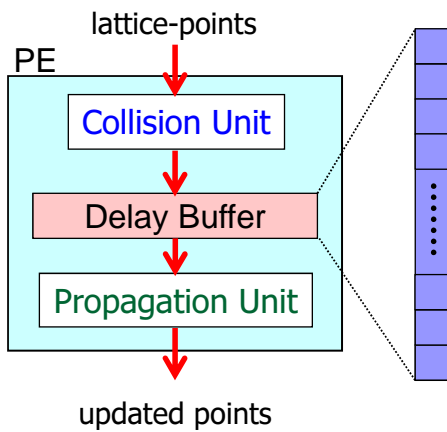 lattice-points
PE
Collision Unit
Delay Buffer
Propagation Unit
updated points